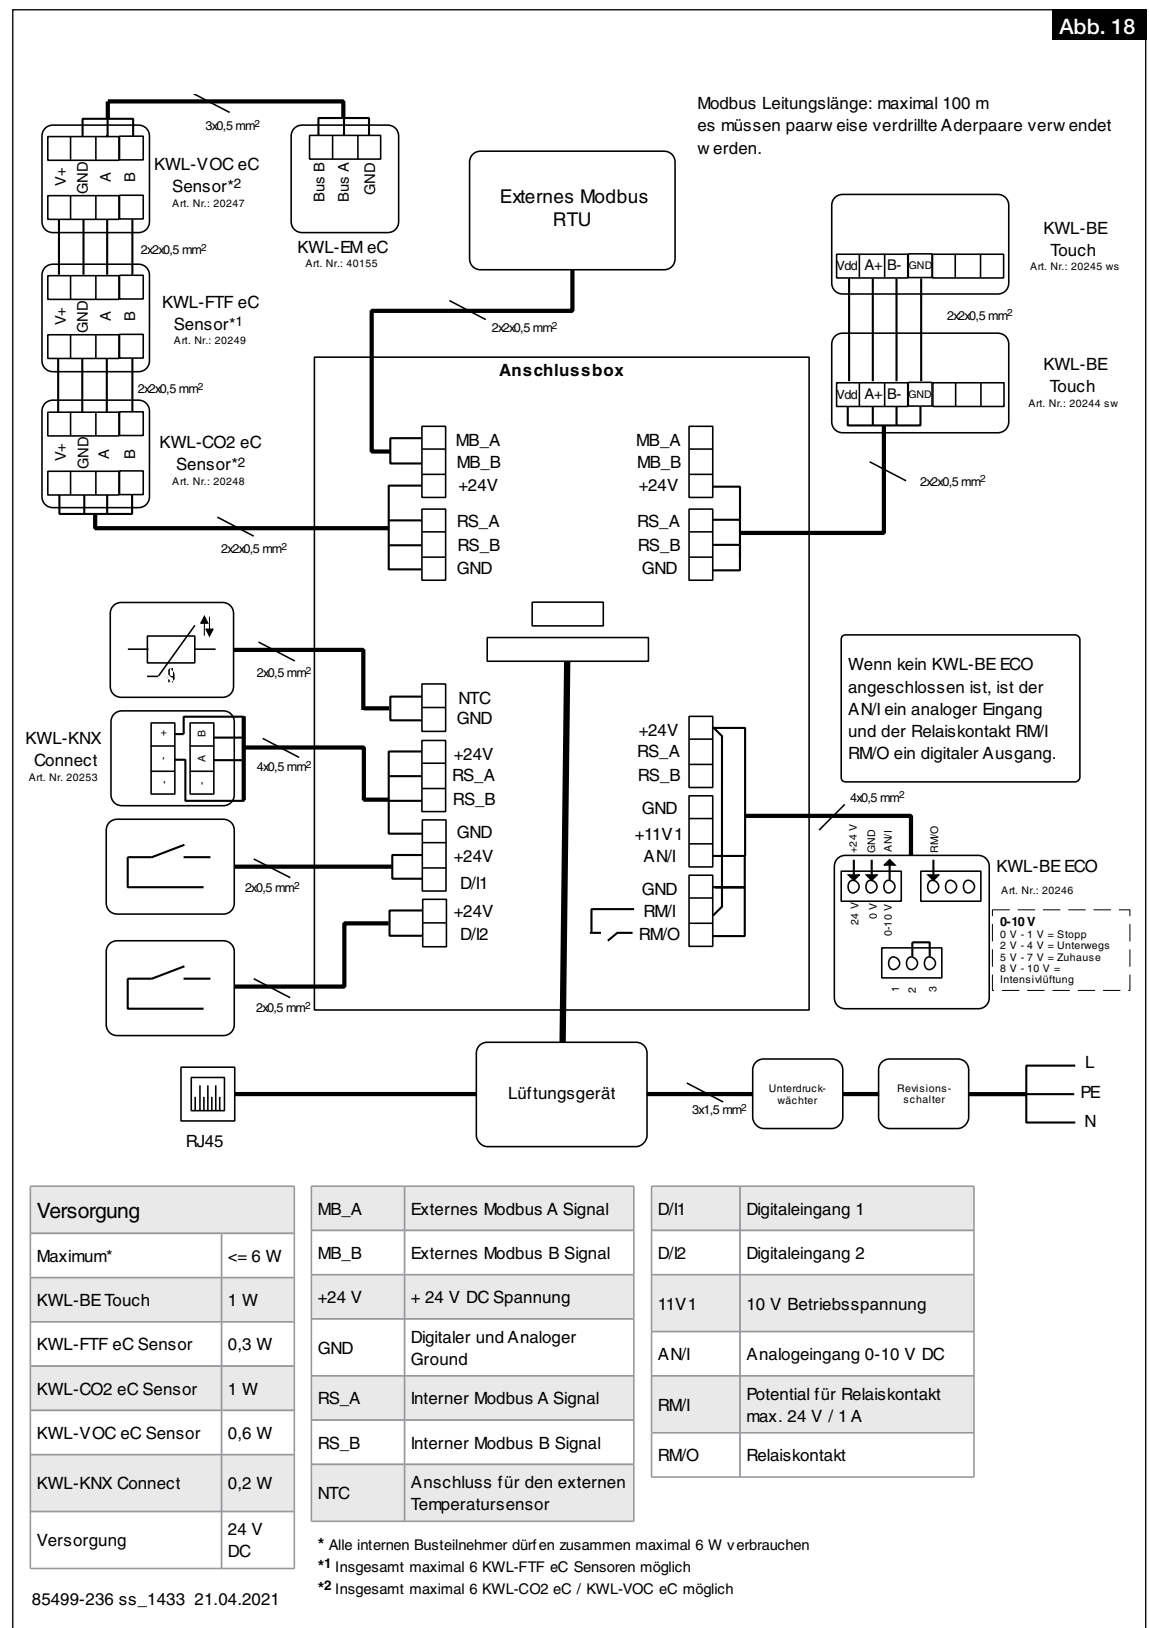 Abb. 18
Modbus Leitungslänge: maximal 100 m
es müssen paarweise verdrillte Aderpaare verwendet
werden.
3x0,5 mm²
V+
GND
A
B
KWL-VOC eC
Sensor*2
Art. Nr.: 20247
Bus B
Bus A
GND
KWL-EM eC
Art. Nr.: 40155
2x2x0,5 mm²
V+
GND
A
B
KWL-FTF eC
Sensor*1
Art. Nr.: 20249
2x2x0,5 mm²
V+
GND
A
B
KWL-CO2 eC
Sensor*2
Art. Nr.: 20248
2x2x0,5 mm²
Externes Modbus
RTU
2x2x0,5 mm²
Vdd A+ B- GND
KWL-BE
Touch
Art. Nr.: 20245 ws
2x2x0,5 mm²
Vdd A+ B- GND
KWL-BE
Touch
Art. Nr.: 20244 sw
2x2x0,5 mm²
Anschlussbox
MB_A
MB_B
+24V
RS_A
RS_B
GND
MB_A
MB_B
+24V
RS_A
RS_B
GND
2x0,5 mm²
NTC
GND
KWL-KNX
Connect
Art. Nr. 20253
+
-
-
B
A
-
4x0,5 mm²
+24V
RS_A
RS_B
GND
+24V
D/I1
2x0,5 mm²
+24V
D/I2
2x0,5 mm²
+24V
RS_A
RS_B
GND
+11V1
AN/I
GND
RM/I
RM/O
Wenn kein KWL-BE ECO
angeschlossen ist, ist der
AN/I ein analoger Eingang
und der Relaiskontakt RM/I
RM/O ein digitaler Ausgang.
4x0,5 mm²
+24 V
GND
AN/I
RM/O
24 V
0 V
0-10 V
1
2
3
KWL-BE ECO
Art. Nr.: 20246
0-10 V
0 V - 1 V = Stopp
2 V - 4 V = Unterwegs
5 V - 7 V = Zuhause
8 V - 10 V =
Intensivlüftung
RJ45
Lüftungsgerät
3x1,5 mm²
Unterdruck-
wächter
Revisions-
schalter
L
PE
N
Versorgung
Maximum* <= 6 W
KWL-BE Touch 1 W
KWL-FTF eC Sensor 0,3 W
KWL-CO2 eC Sensor 1 W
KWL-VOC eC Sensor 0,6 W
KWL-KNX Connect 0,2 W
Versorgung 24 V
DC
MB_A Externes Modbus A Signal
MB_B Externes Modbus B Signal
+24 V + 24 V DC Spannung
GND Digitaler und Analoger
Ground
RS_A Interner Modbus A Signal
RS_B Interner Modbus B Signal
NTC Anschluss für den externen
Temperatursensor
D/I1 Digitaleingang 1
D/I2 Digitaleingang 2
11V1 10 V Betriebsspannung
AN/I Analogeingang 0-10 V DC
RM/I Potential für Relaiskontakt
max. 24 V / 1 A
RM/O Relaiskontakt
* Alle internen Busteilnehmer dürfen zusammen maximal 6 W verbrauchen
*1 Insgesamt maximal 6 KWL-FTF eC Sensoren möglich
*2 Insgesamt maximal 6 KWL-CO2 eC / KWL-VOC eC möglich
85499-236 ss_1433 21.04.2021